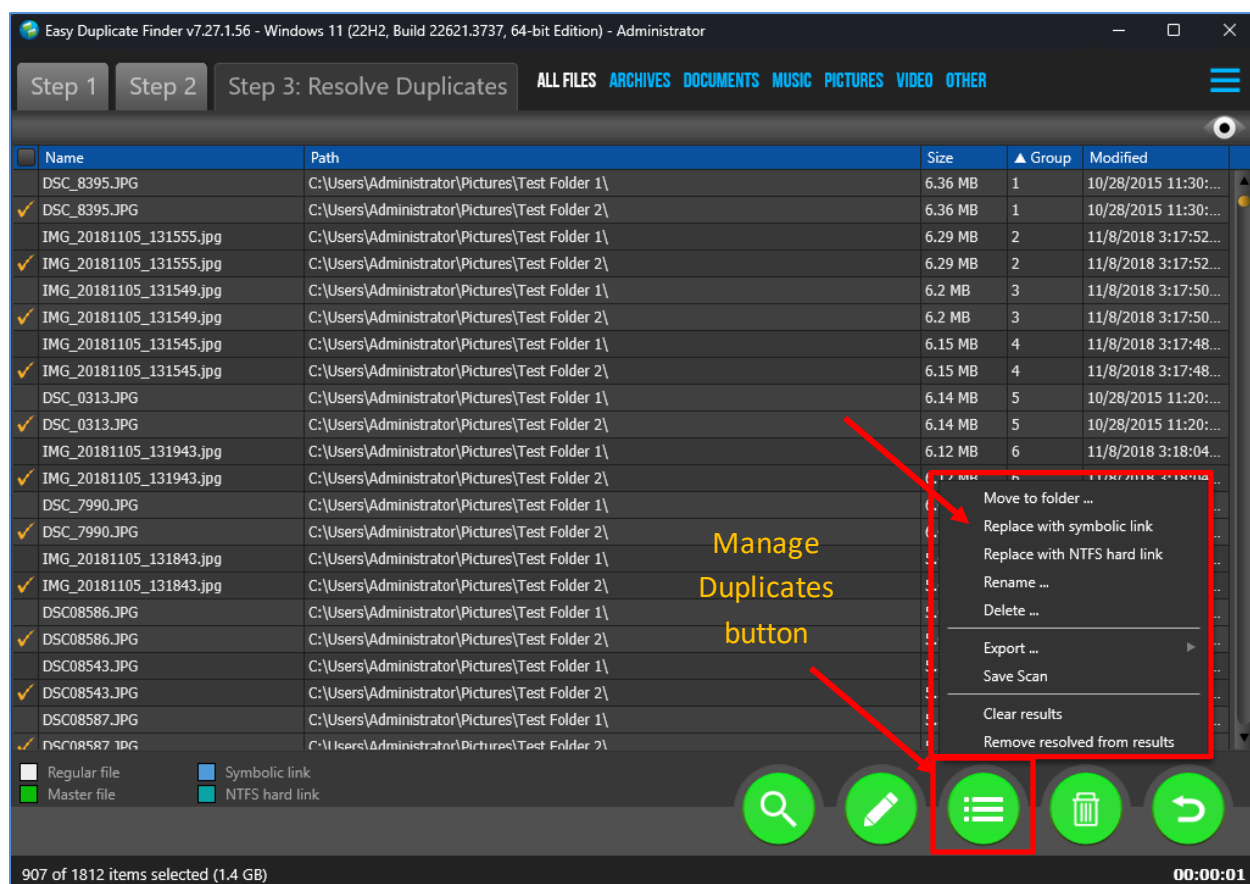 Easy Duplicate Finder v7.27.1.56 - Windows 11 (22H2, Build 22621.3737, 64-bit Edition) - Administrator
Step 1 Step 2 Step 3: Resolve Duplicates ALL FILES ARCHIVES DOCUMENTS MUSIC PICTURES VIDEO OTHER
Name Path Size ▲ Group Modified
DSC_8395.JPG C:\Users\Administrator\Pictures\Test Folder 1\ 6.36 MB 1 10/28/2015 11:30:...
DSC_8395.JPG C:\Users\Administrator\Pictures\Test Folder 2\ 6.36 MB 1 10/28/2015 11:30:...
IMG_20181105_131555.jpg C:\Users\Administrator\Pictures\Test Folder 1\ 6.29 MB 2 11/8/2018 3:17:52...
IMG_20181105_131555.jpg C:\Users\Administrator\Pictures\Test Folder 2\ 6.29 MB 2 11/8/2018 3:17:52...
IMG_20181105_131549.jpg C:\Users\Administrator\Pictures\Test Folder 1\ 6.2 MB 3 11/8/2018 3:17:50...
IMG_20181105_131549.jpg C:\Users\Administrator\Pictures\Test Folder 2\ 6.2 MB 3 11/8/2018 3:17:50...
IMG_20181105_131545.jpg C:\Users\Administrator\Pictures\Test Folder 1\ 6.15 MB 4 11/8/2018 3:17:48...
IMG_20181105_131545.jpg C:\Users\Administrator\Pictures\Test Folder 2\ 6.15 MB 4 11/8/2018 3:17:48...
DSC_0313.JPG C:\Users\Administrator\Pictures\Test Folder 1\ 6.14 MB 5 10/28/2015 11:20:...
DSC_0313.JPG C:\Users\Administrator\Pictures\Test Folder 2\ 6.14 MB 5 10/28/2015 11:20:...
IMG_20181105_131943.jpg C:\Users\Administrator\Pictures\Test Folder 1\ 6.12 MB 6 11/8/2018 3:18:04...
IMG_20181105_131943.jpg C:\Users\Administrator\Pictures\Test Folder 2\ 6.12 MB 6 11/8/2018 3:18:04...
DSC_7990.JPG C:\Users\Administrator\Pictures\Test Folder 1\
DSC_7990.JPG C:\Users\Administrator\Pictures\Test Folder 2\
IMG_20181105_131843.jpg C:\Users\Administrator\Pictures\Test Folder 1\
IMG_20181105_131843.jpg C:\Users\Administrator\Pictures\Test Folder 2\
DSC08586.JPG C:\Users\Administrator\Pictures\Test Folder 1\
DSC08586.JPG C:\Users\Administrator\Pictures\Test Folder 2\
DSC08543.JPG C:\Users\Administrator\Pictures\Test Folder 1\
DSC08543.JPG C:\Users\Administrator\Pictures\Test Folder 2\
DSC08587.JPG C:\Users\Administrator\Pictures\Test Folder 1\
DSC08587.JPG C:\Users\Administrator\Pictures\Test Folder 2\
Manage
Duplicates
button
Move to folder ...
Replace with symbolic link
Replace with NTFS hard link
Rename ...
Delete ...
Export ...
Save Scan
Clear results
Remove resolved from results
Regular file Symbolic link
Master file NTFS hard link
907 of 1812 items selected (1.4 GB) 00:00:01